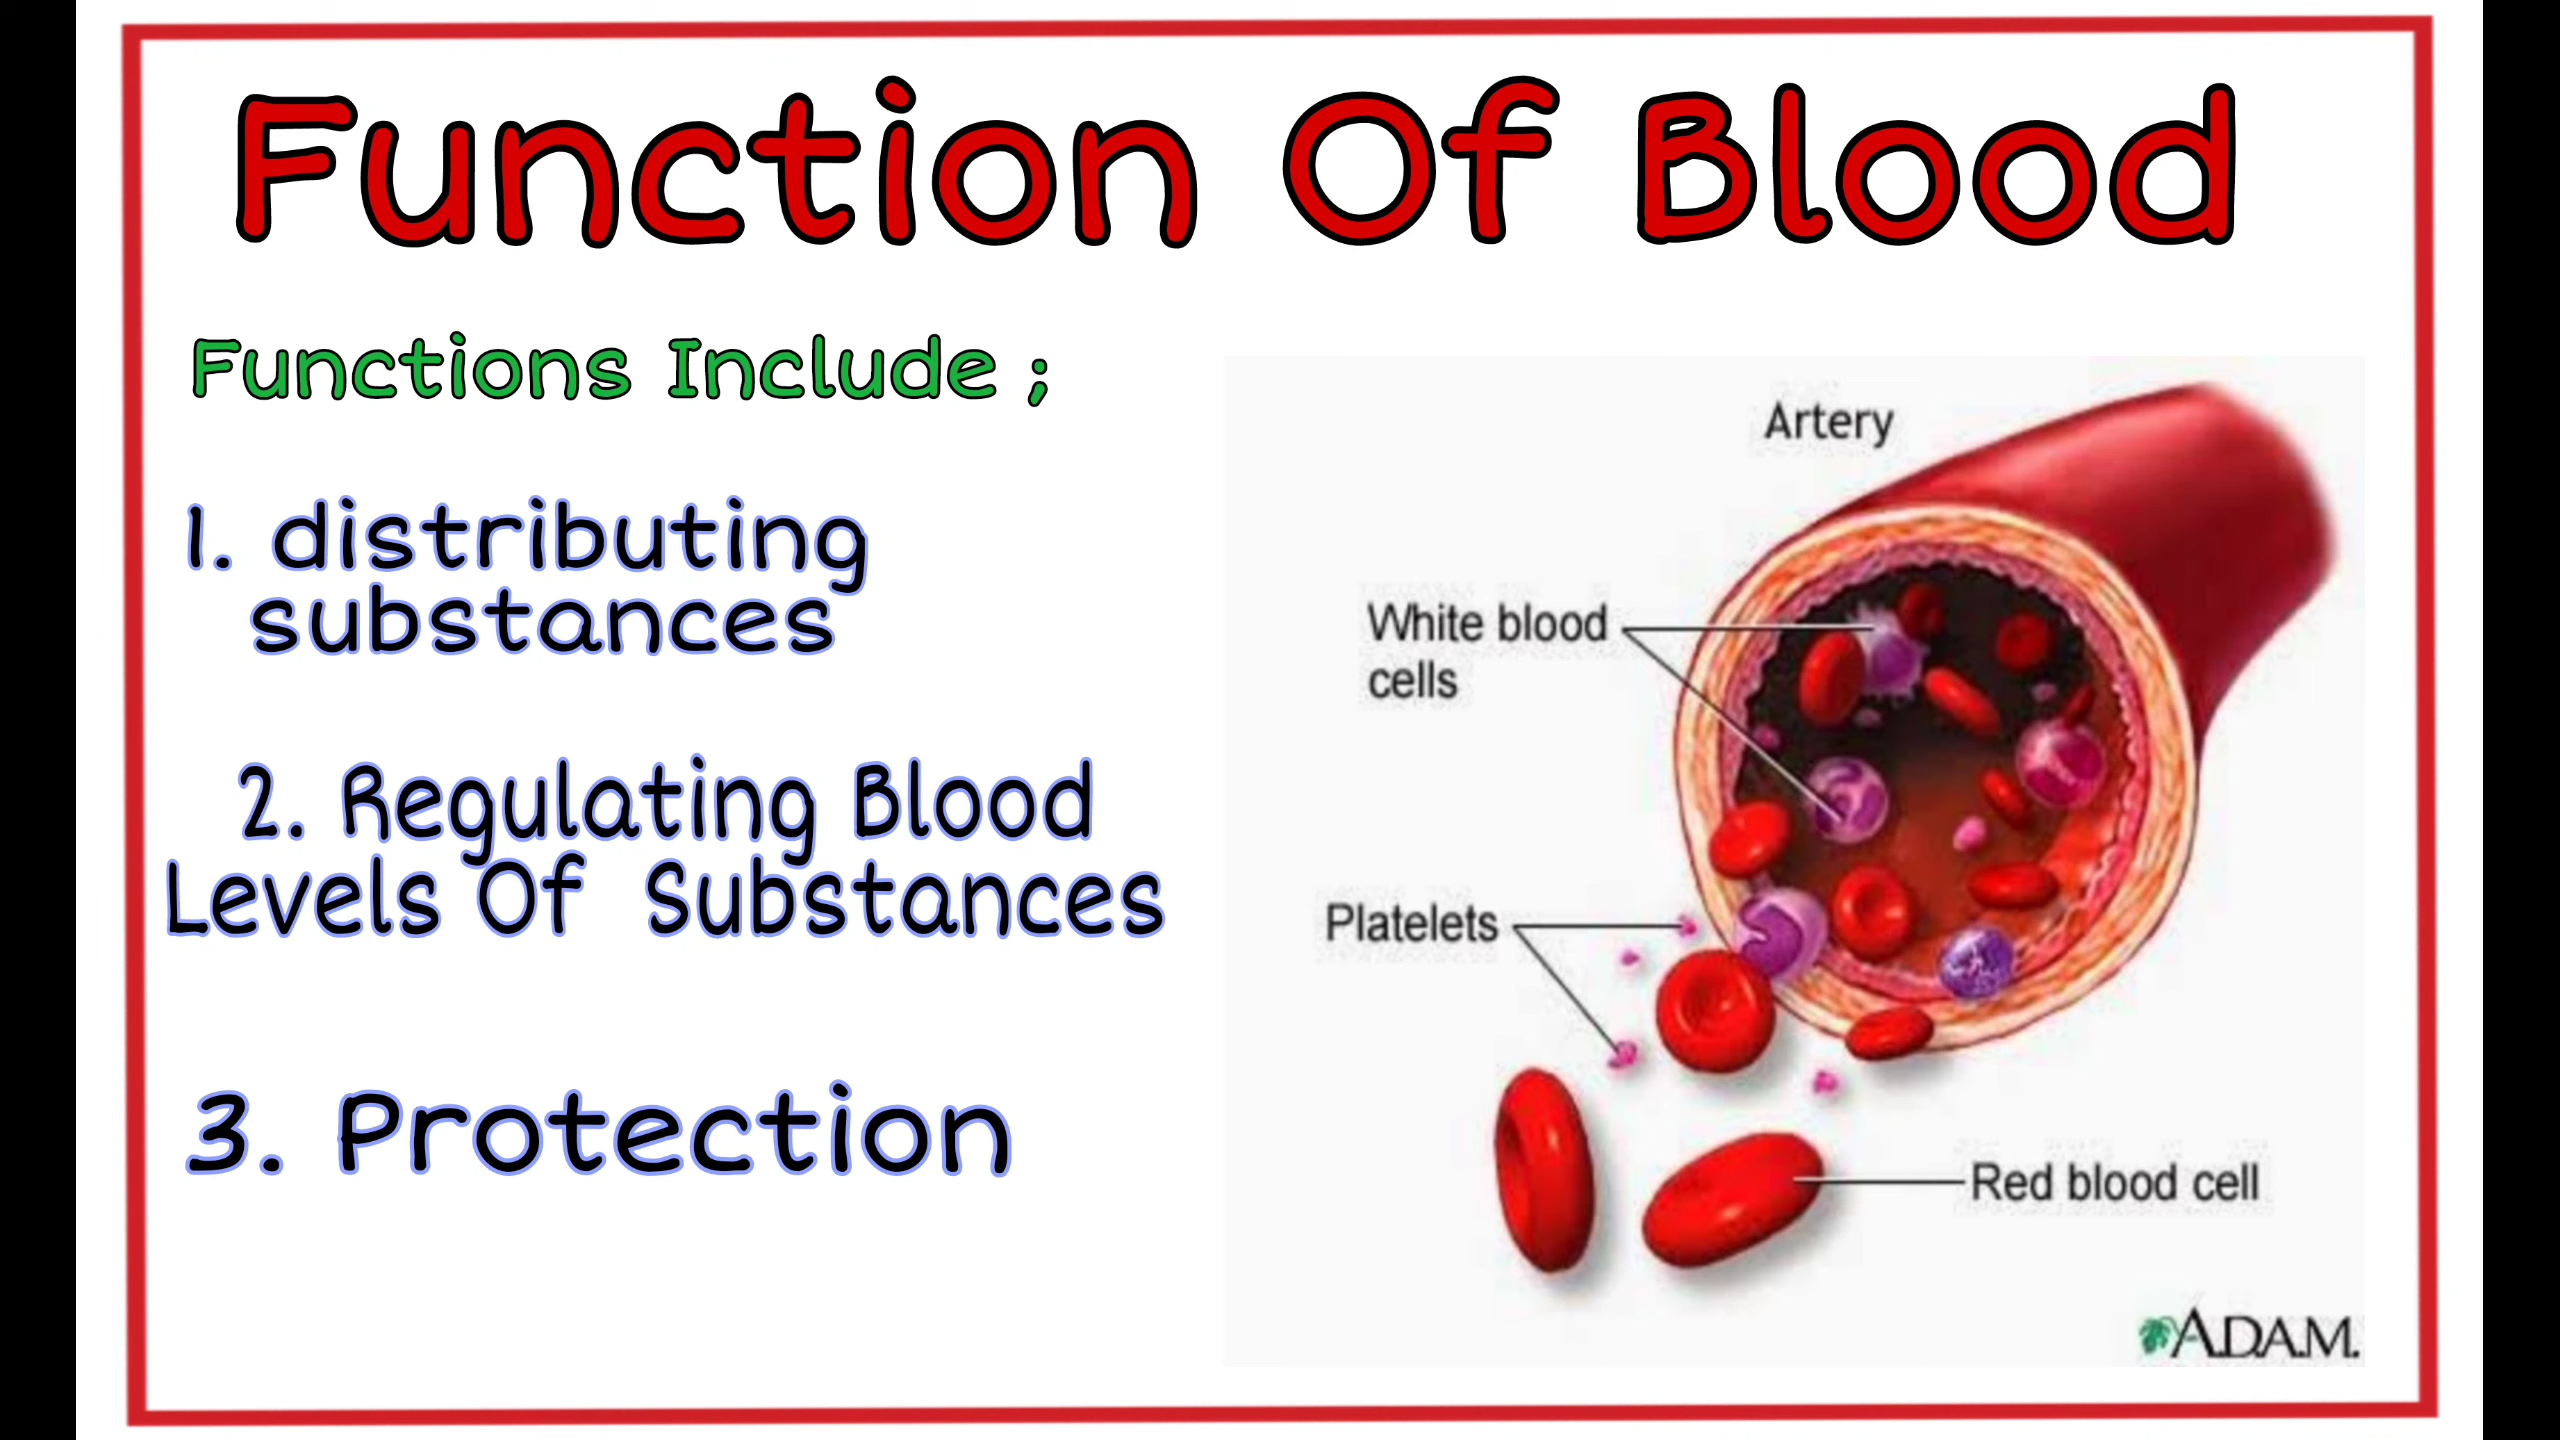 Function Of Blood
Functions Include ;
1. distributing
substances
2. Regulating Blood
Levels Of Substances
3. Protection
Artery
White blood
cells
Platelets
Red blood cell
A.D.A.M.